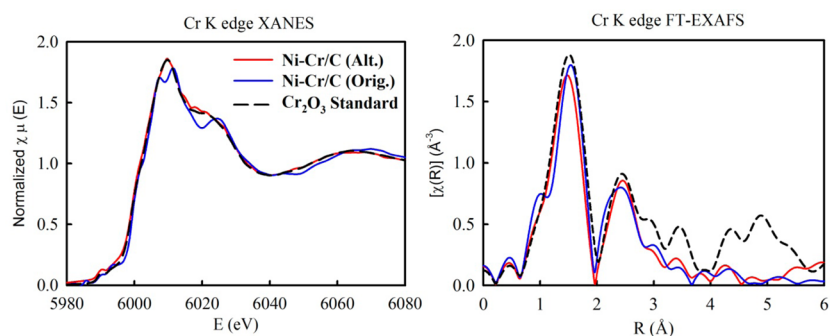 Cr K edge XANES
2.0
1.5
1.0
0.5
0.0
Normalized χ μ (E)
Ni-Cr/C (Alt.)
Ni-Cr/C (Orig.)
Cr₂O₃ Standard
5980 6000 6020 6040 6060 6080
E (eV)
Cr K edge FT-EXAFS
2.0
1.5
1.0
0.5
0.0
[χ(R)] (Å⁻³)
0 1 2 3 4 5 6
R (Å)